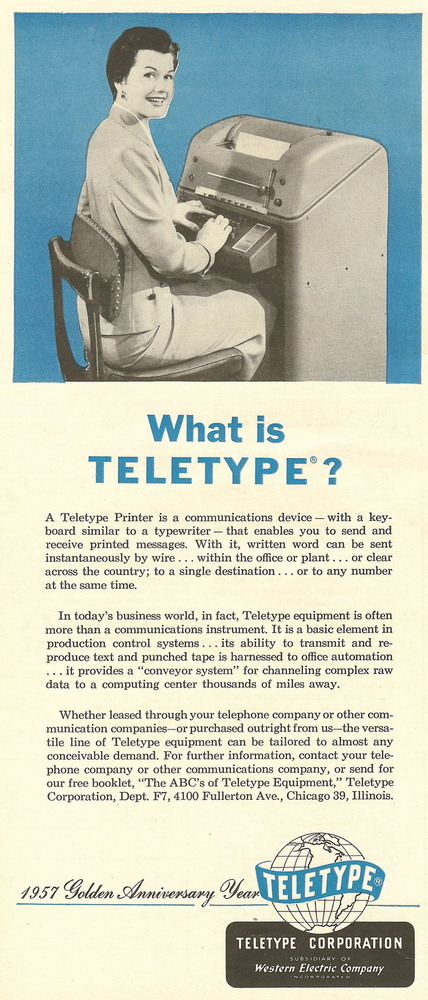 TELETYPE
What is
TELETYPE®?
A Teletype Printer is a communications device — with a key-
board similar to a typewriter — that enables you to send and
receive printed messages. With it, written word can be sent
instantaneously by wire . . . within the office or plant . . . or clear
across the country; to a single destination . . . or to any number
at the same time.
In today's business world, in fact, Teletype equipment is often
more than a communications instrument. It is a basic element in
production control systems . . . its ability to transmit and re-
produce text and punched tape is harnessed to office automation
. . . it provides a “conveyor system” for channeling complex raw
data to a computing center thousands of miles away.
Whether leased through your telephone company or other com-
munication companies—or purchased outright from us—the versa-
tile line of Teletype equipment can be tailored to almost any
conceivable demand. For further information, contact your tele-
phone company or other communications company, or send for
our free booklet, “The ABC's of Teletype Equipment,” Teletype
Corporation, Dept. F7, 4100 Fullerton Ave., Chicago 39, Illinois.
1957 Golden Anniversary Year
TELETYPE®
TELETYPE CORPORATION
SUBSIDIARY OF
Western Electric Company
INCORPORATED